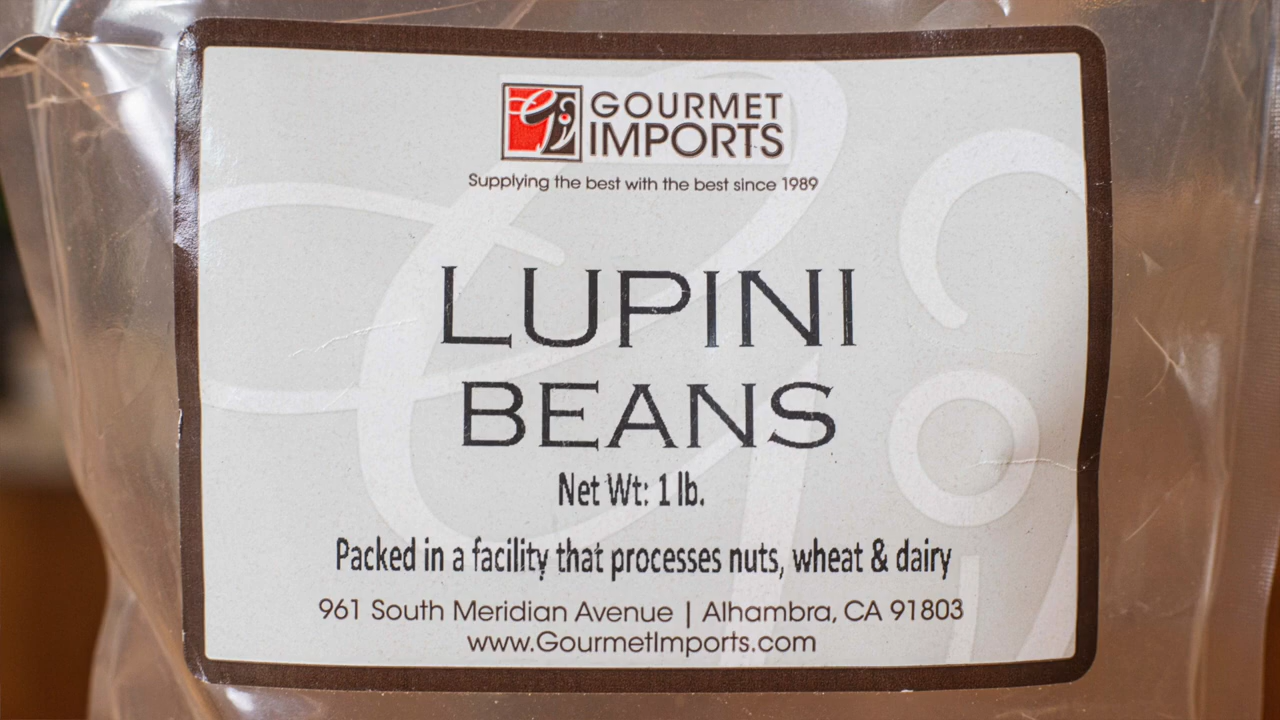 GOURMET
IMPORTS
Supplying the best with the best since 1989
LUPINI
BEANS
Net Wt: 1 lb.
Packed in a facility that processes nuts, wheat & dairy
961 South Meridian Avenue | Alhambra, CA 91803
www.GourmetImports.com